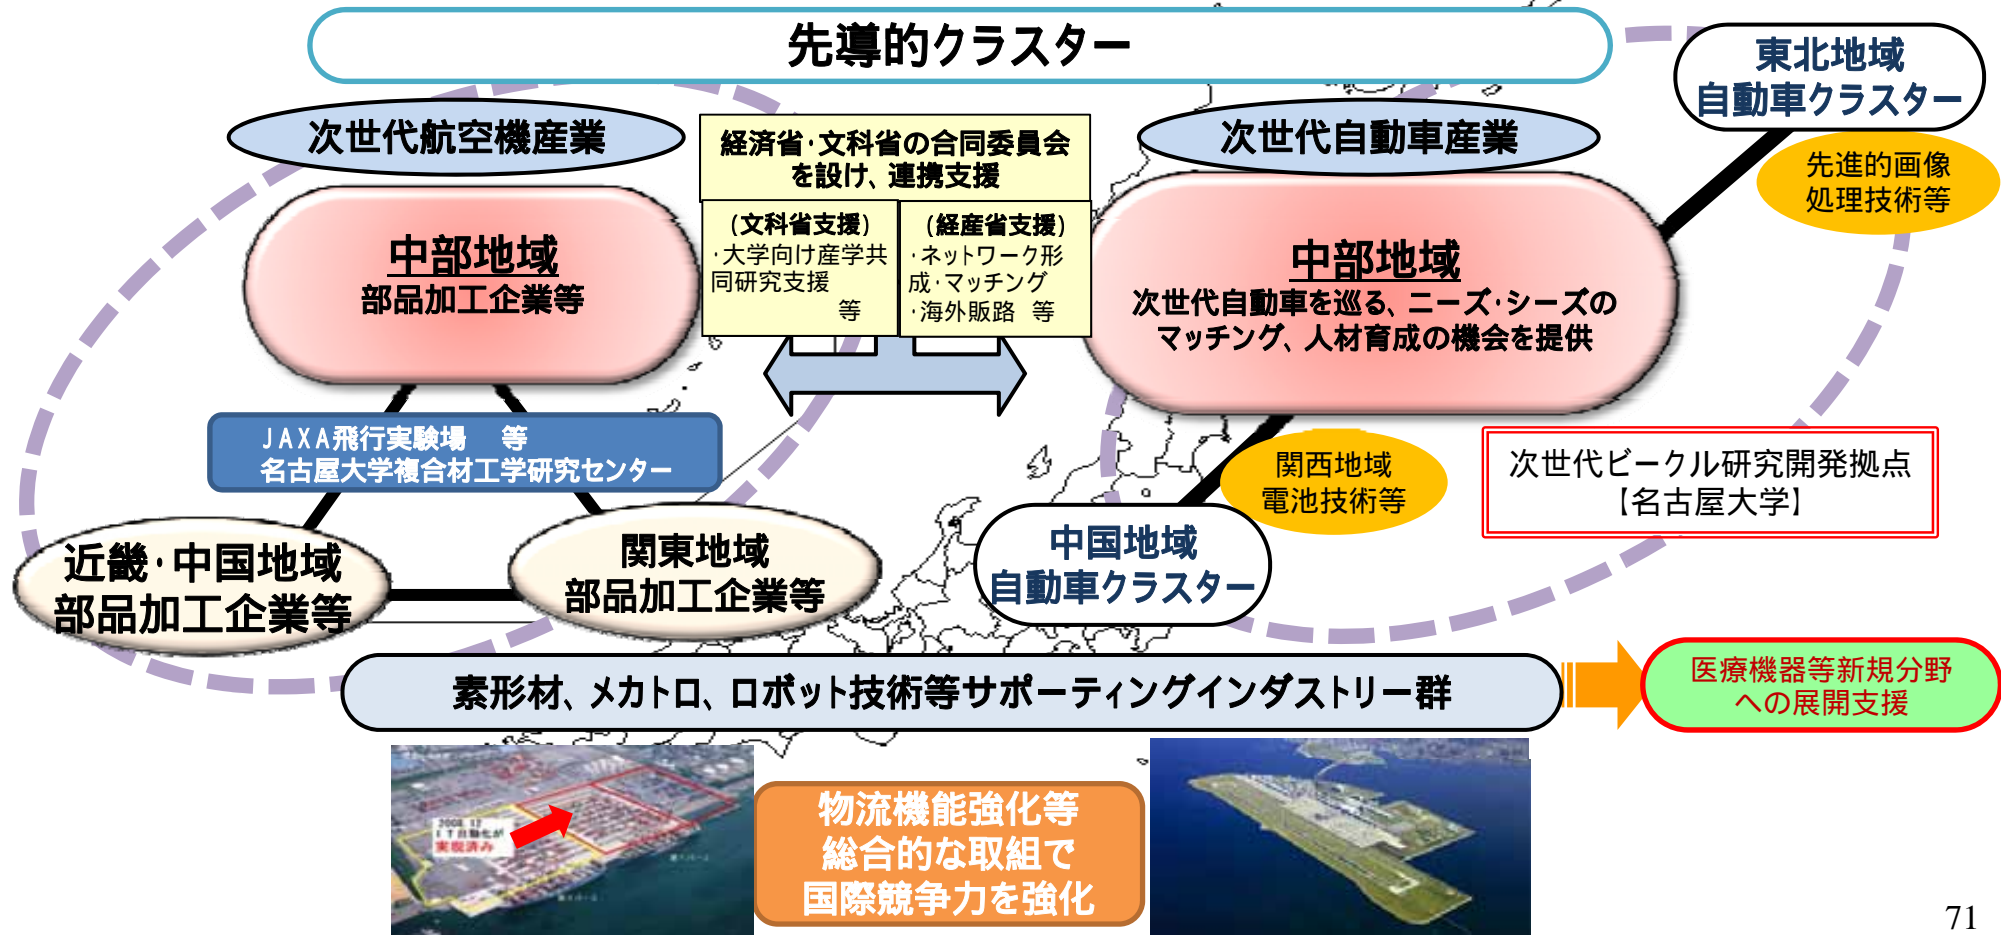 先導的クラスター
東北地域
自動車クラスター
次世代航空機産業
経済省・文科省の合同委員会
を設け、連携支援
次世代自動車産業
先進的画像
処理技術等
中部地域
部品加工企業等
(文科省支援)
・大学向け産学共
同研究支援
等
(経産省支援)
・ネットワーク形
成・マッチング
・海外販路 等
中部地域
次世代自動車を巡る、ニーズ・シーズの
マッチング、人材育成の機会を提供
JAXA飛行実験場 等
名古屋大学複合材工学研究センター
関西地域
電池技術等
次世代ビークル研究開発拠点
【名古屋大学】
近畿・中国地域
部品加工企業等
関東地域
部品加工企業等
中国地域
自動車クラスター
素形材、メカトロ、ロボット技術等サポーティングインダストリー群
医療機器等新規分野
への展開支援
2008.12
IT自動化が
実現済み
物流機能強化等
総合的な取組で
国際競争力を強化
71